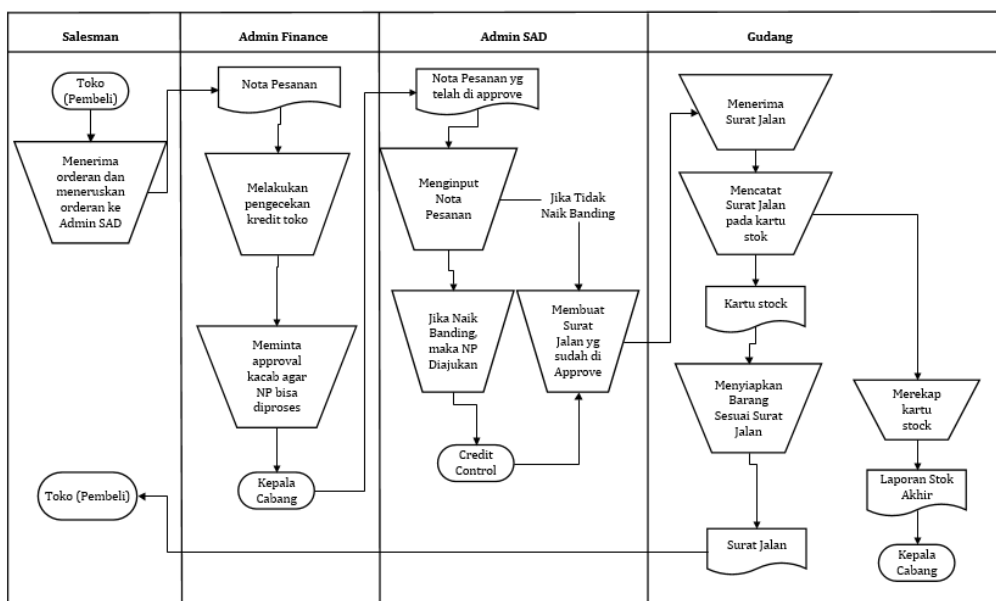 Salesman
Admin Finance
Admin SAD
Gudang
Toko
(Pembeli)
Menerima
orderan dan
meneruskan
orderan ke
Admin SAD
Toko (Pembeli)
Nota Pesanan
Melakukan
pengecekan
kredit toko
Meminta
approval
kacab agar
NP bisa
diproses
Kepala
Cabang
Nota Pesanan yg
telah di approve
Menginput
Nota
Pesanan
Jika Tidak
Naik Banding
Jika Naik
Banding,
maka NP
Diajukan
Membuat
Surat
Jalan yg
sudah di
Approve
Credit
Control
Menerima
Surat Jalan
Mencatat
Surat Jalan
pada kartu
stok
Kartu stock
Menyiapkan
Barang
Sesuai Surat
Jalan
Surat Jalan
Merekap
kartu
stock
Laporan Stok
Akhir
Kepala
Cabang